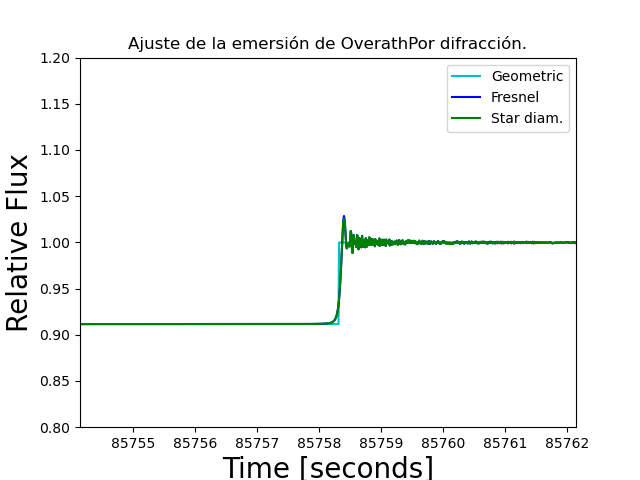 Ajuste de la emersión de OverathPor difracción.
Geometric
Fresnel
Star diam.
1.20
1.15
1.10
1.05
1.00
0.95
0.90
0.85
0.80
Relative Flux
85755 85756 85757 85758 85759 85760 85761 85762
Time [seconds]